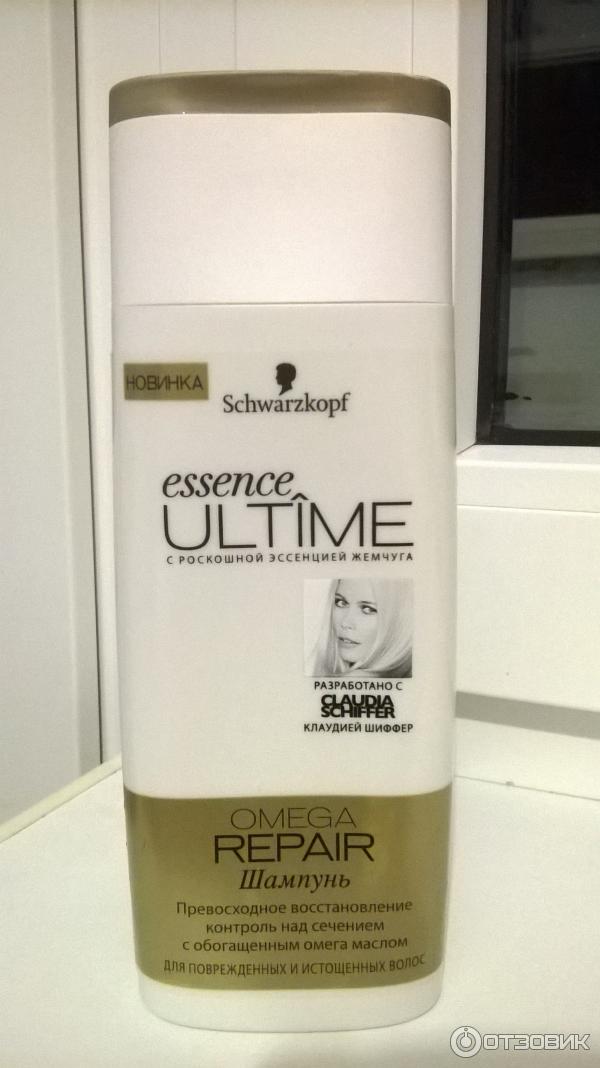 НОВИНКА
Schwarzkopf
essence
ULTÎME
С РОСКОШНОЙ ЭССЕНЦИЕЙ ЖЕМЧУГА
РАЗРАБОТАНО С
CLAUDIA
SCHIFFER
КЛАУДИЕЙ ШИФФЕР
OMEGA
REPAIR
Шампунь
Превосходное восстановление
контроль над сечением
с обогащенным омега маслом
ДЛЯ ПОВРЕЖДЕННЫХ И ИСТОЩЕННЫХ ВОЛОС
ОТЗОВИК